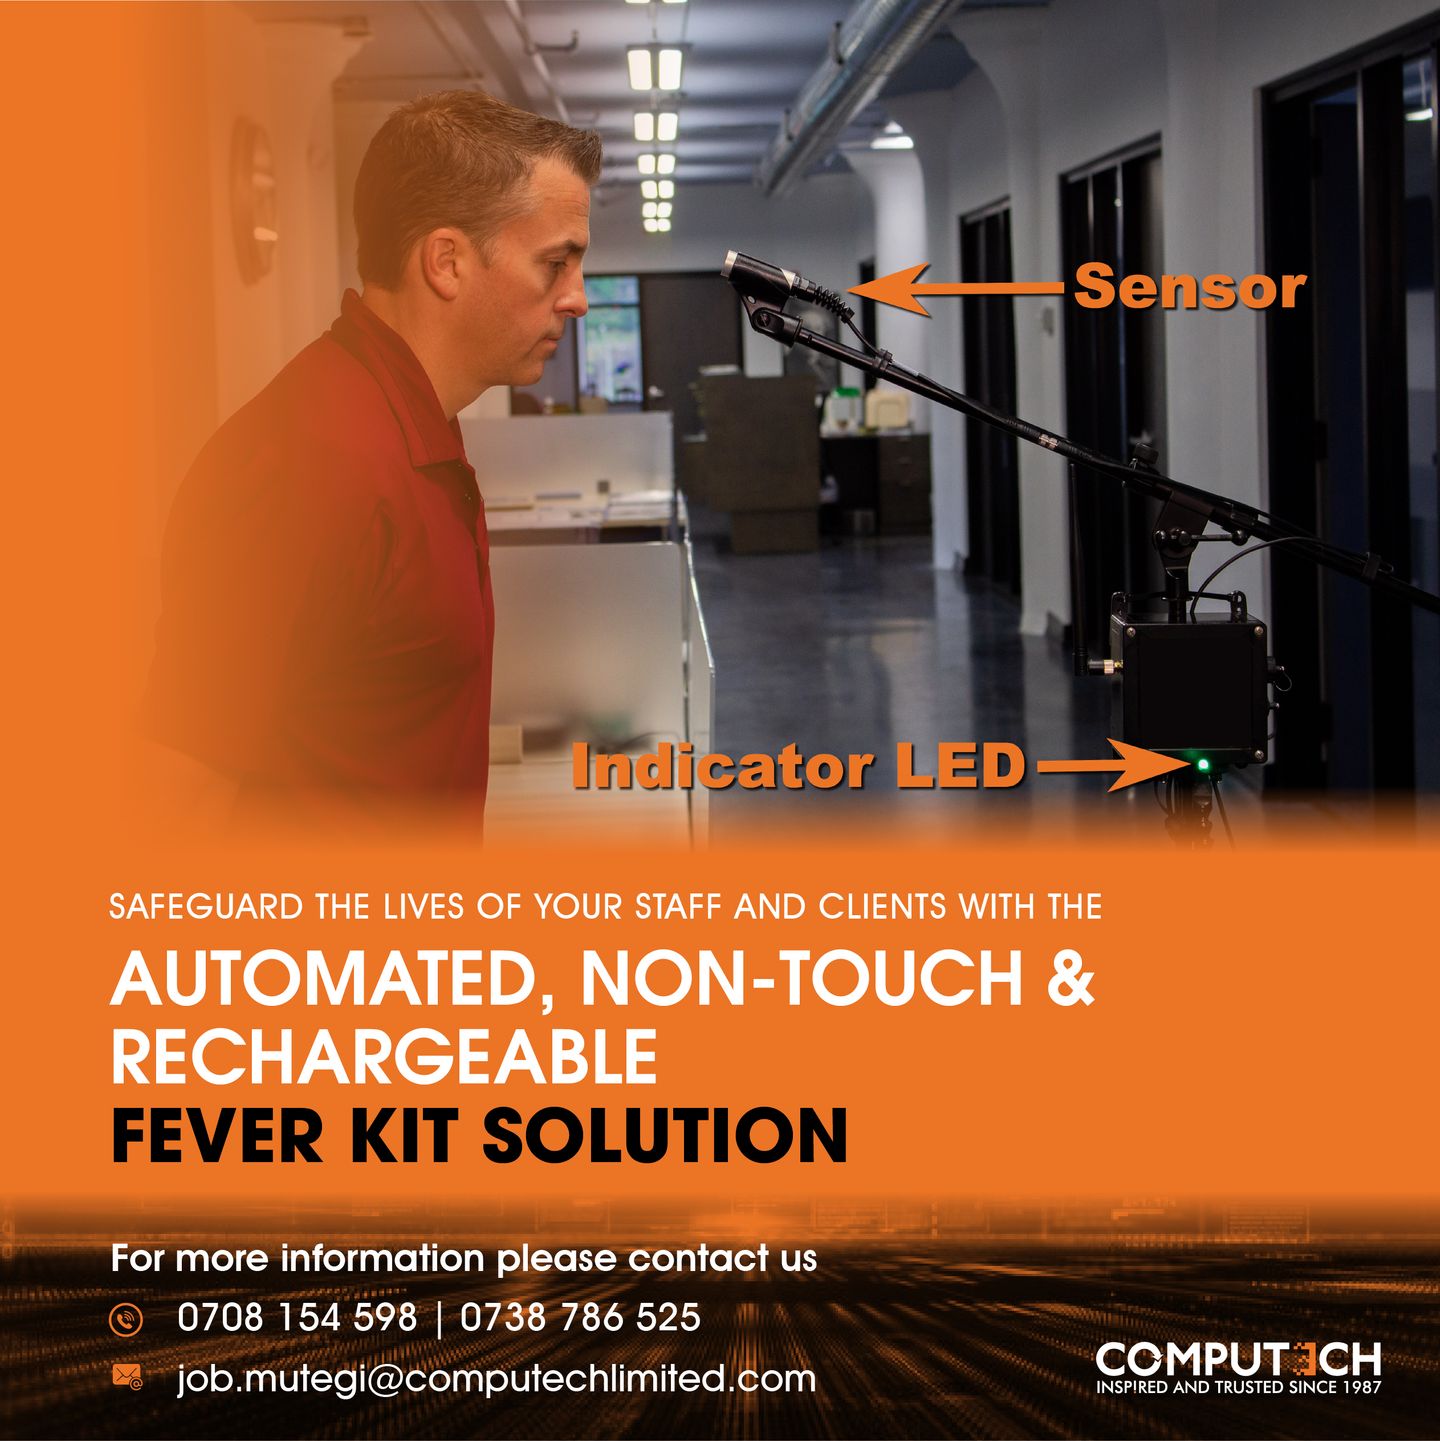 Sensor
Indicator LED
SAFEGUARD THE LIVES OF YOUR STAFF AND CLIENTS WITH THE
AUTOMATED, NON-TOUCH &
RECHARGEABLE
FEVER KIT SOLUTION
For more information please contact us
0708 154 598 | 0738 786 525
job.mutegi@computechlimited.com
COMPUTECH
INSPIRED AND TRUSTED SINCE 1987